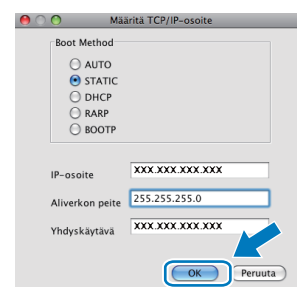 Määritä TCP/IP-osoite
Boot Method
AUTO
STATIC
DHCP
RARP
BOOTP
IP-osoite XXX.XXX.XXX.XXX
Aliverkon peite 255.255.255.0
Yhdyskäytävä XXX.XXX.XXX.XXX
OK Peruuta